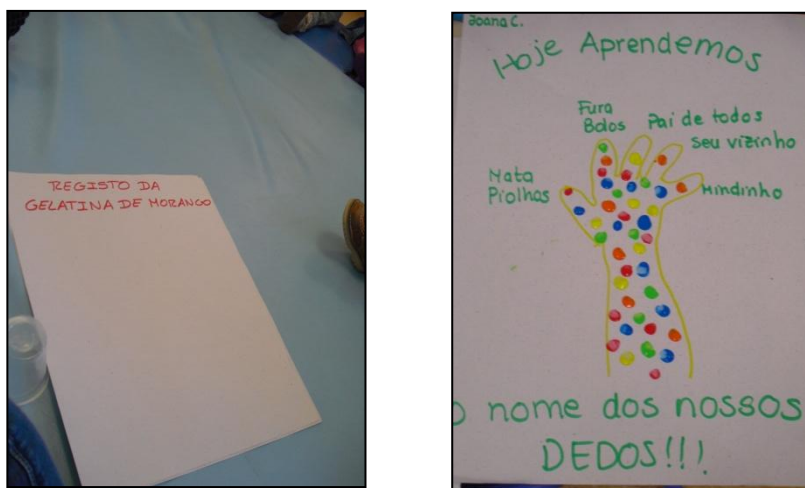 REGISTO DA
GELATINA DE MORANGO
Joana C.
Hoje Aprendemos
Fura
Bolos
Pai de todos
Seu vizinho
Mata
Piolhos
Mindinho
o nome dos nossos
DEDOS!!!